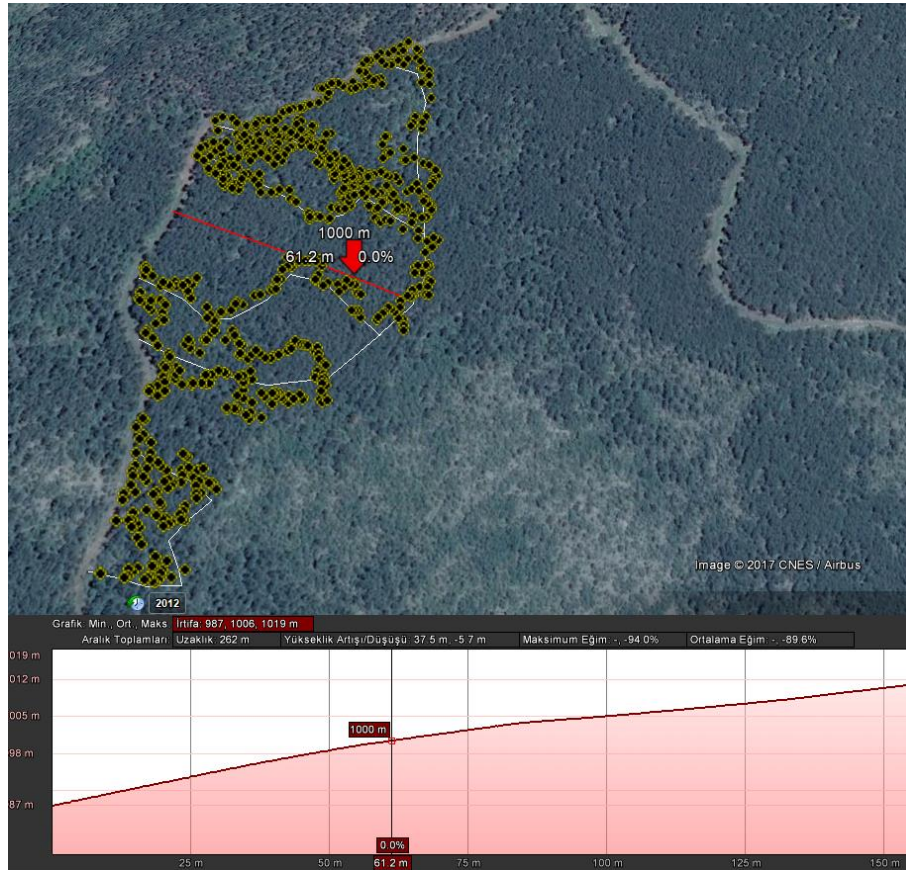 1000 m
61.2 m 0.0%
Image © 2017 CNES / Airbus
2012
Grafik: Min., Ort., Maks İrtifa: 987, 1006, 1019 m
Aralık Toplamları Uzaklık: 262 m Yükseklik Artışı/Düşüşü: 37.5 m, -5.7 m Maksimum Eğim: -, -94.0% Ortalama Eğim: -, -89.6%
019 m
012 m
005 m
1000 m
98 m
87 m
0.0%
25 m 50 m 61.2 m 75 m 100 m 125 m 150 m